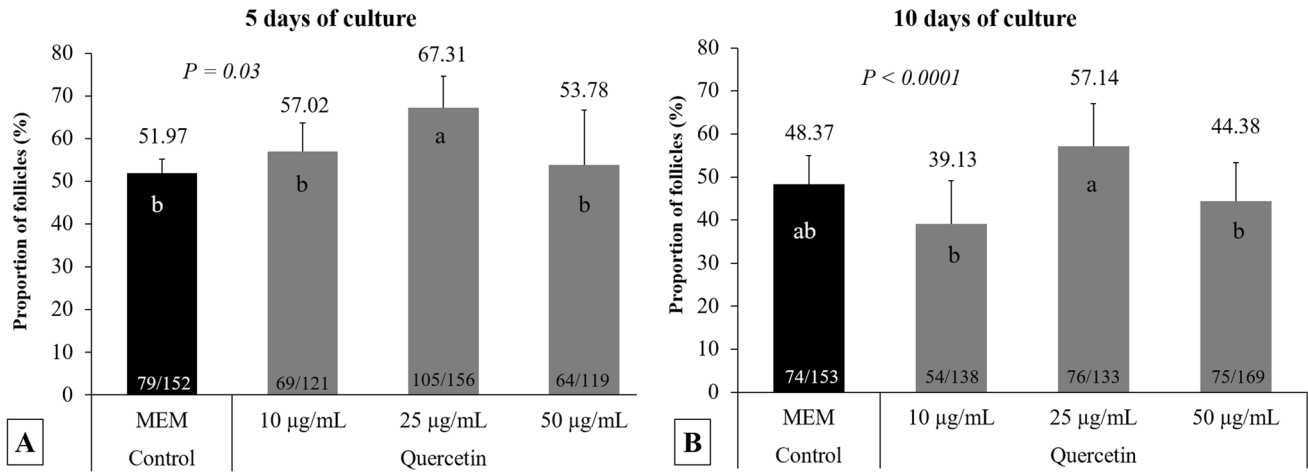 5 days of culture
Proportion of follicles (%)
80
70
60
50
40
30
20
10
0
P = 0.03
51.97
57.02
67.31
53.78
b
b
a
b
79/152
69/121
105/156
64/119
MEM
10 µg/mL
25 µg/mL
50 µg/mL
Control
Quercetin
A
10 days of culture
Proportion of follicles (%)
80
70
60
50
40
30
20
10
0
P < 0.0001
48.37
39.13
57.14
44.38
ab
b
a
b
74/153
54/138
76/133
75/169
MEM
10 µg/mL
25 µg/mL
50 µg/mL
Control
Quercetin
B